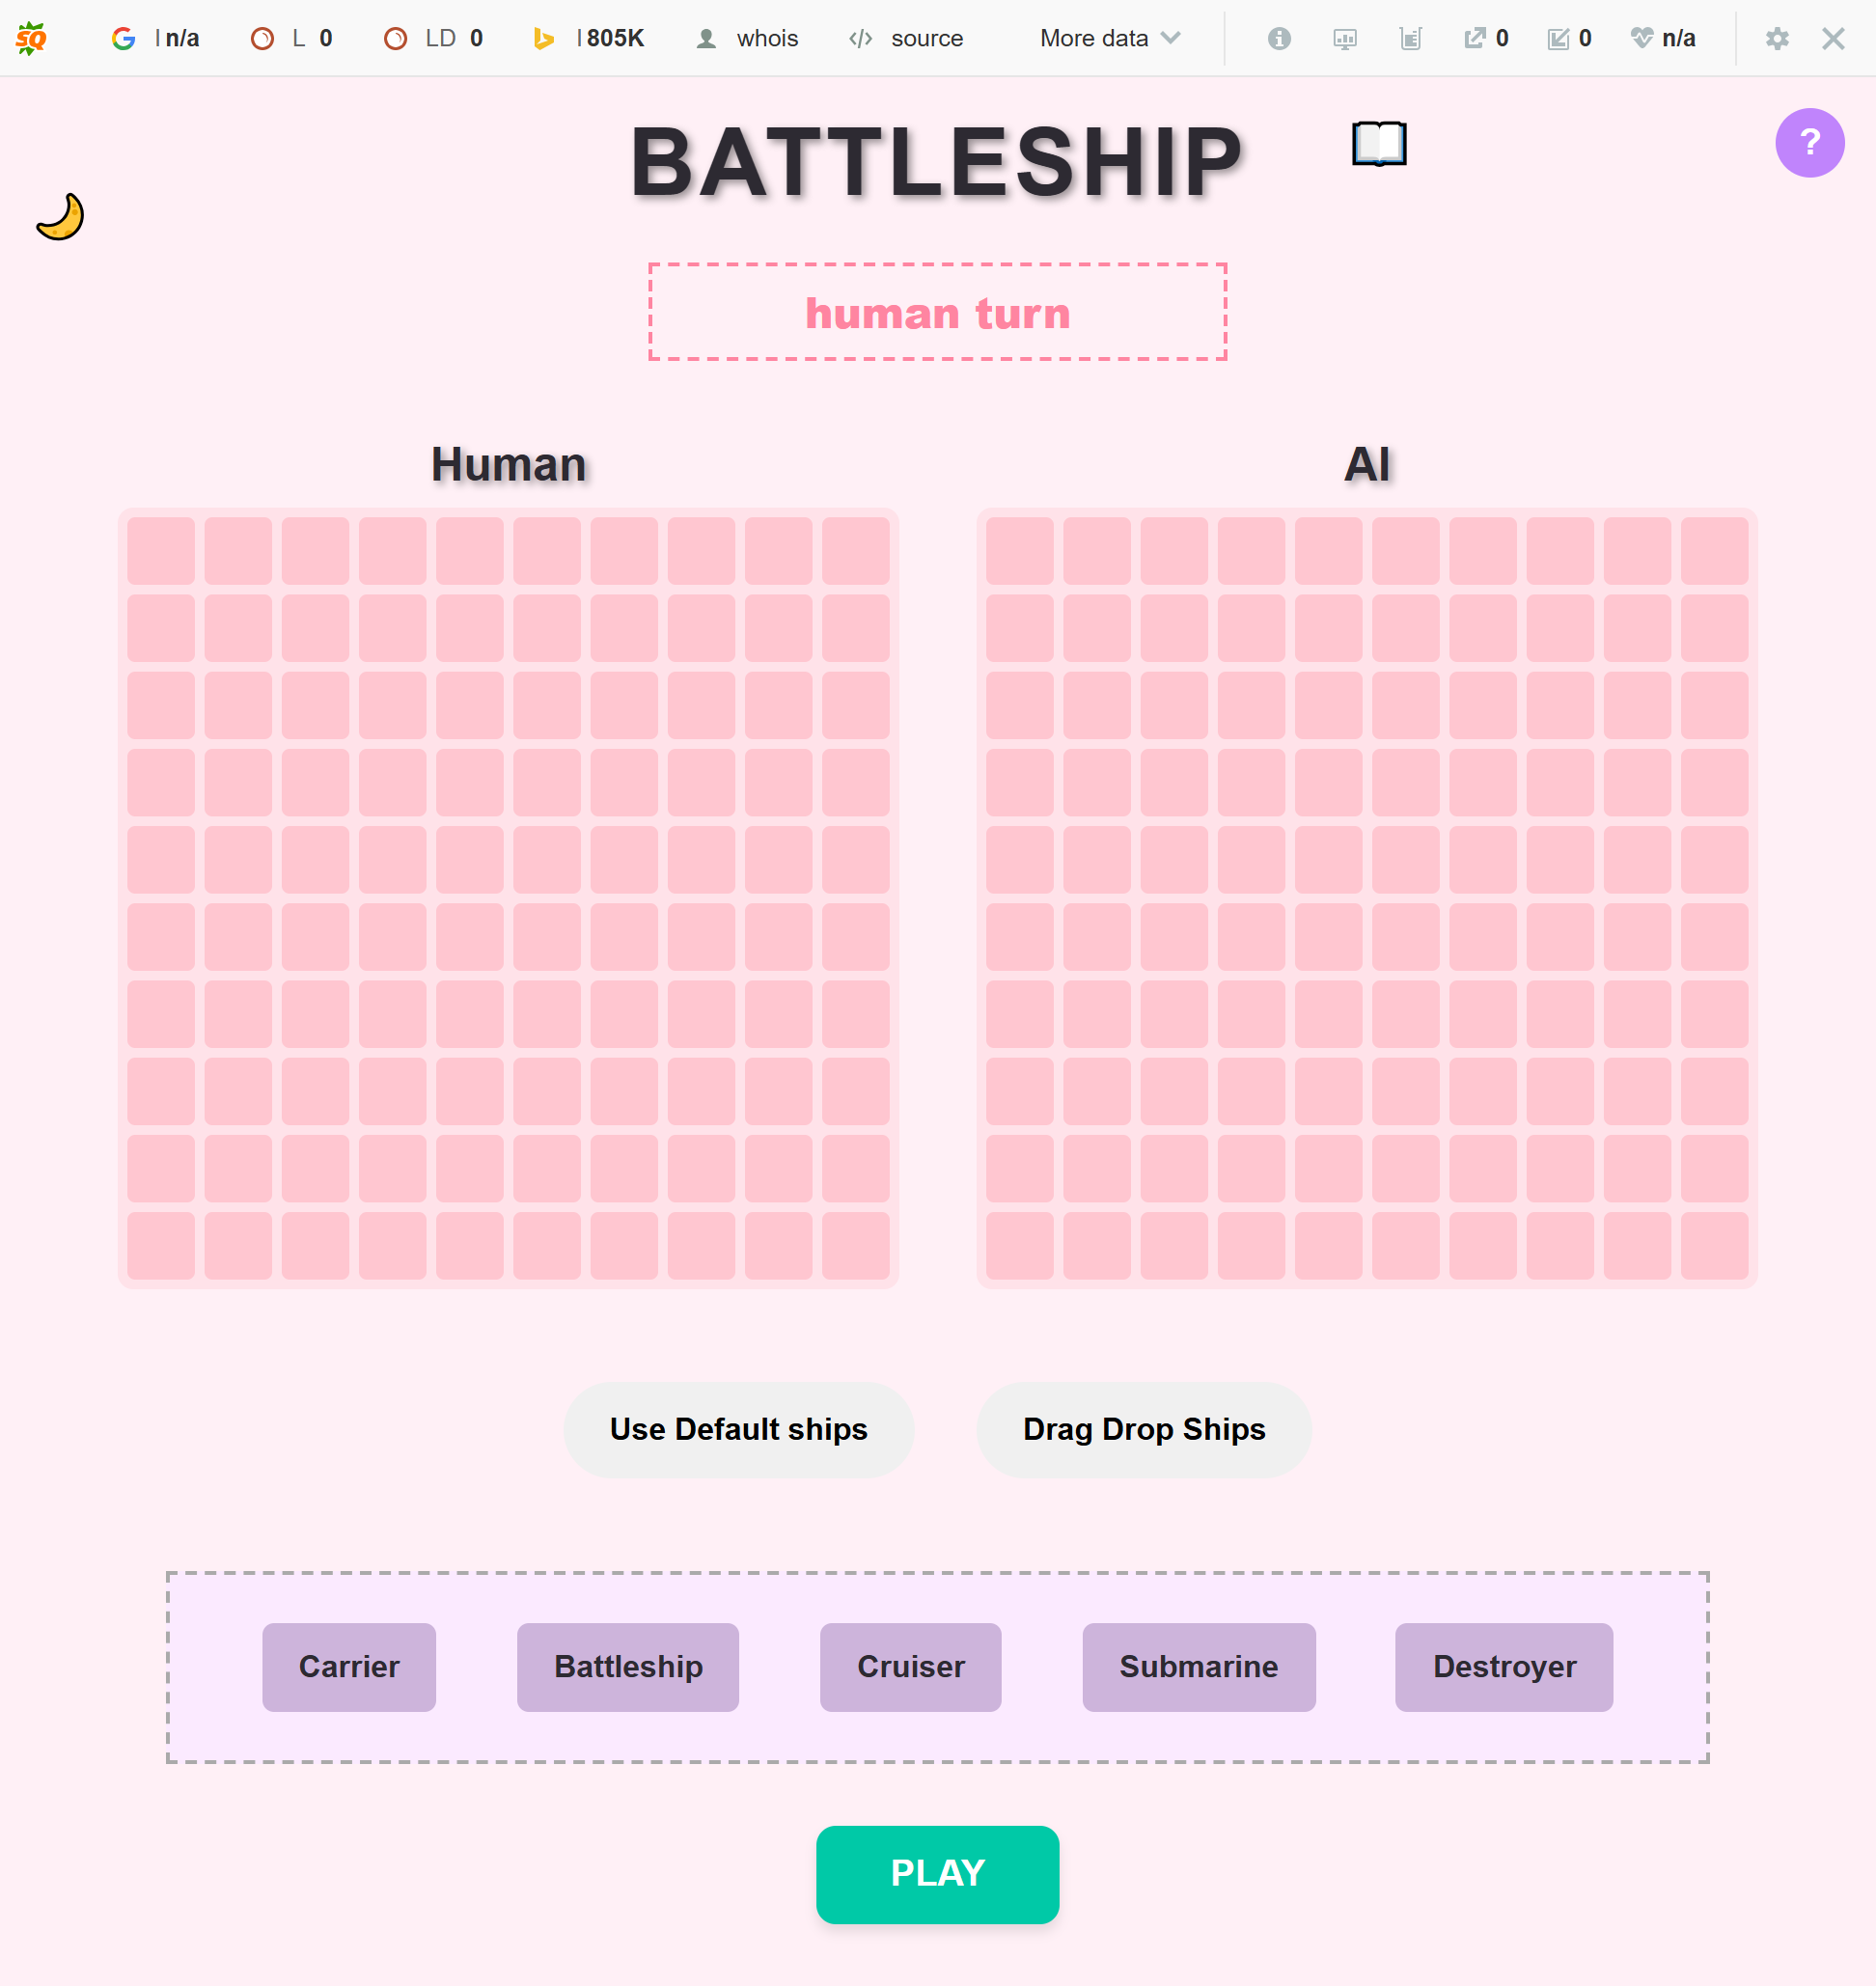 SQ I n/a L 0 LD 0 I 805K whois source More data 0 0 n/a
BATTLESHIP
?
human turn
Human AI
Use Default ships Drag Drop Ships
Carrier Battleship Cruiser Submarine Destroyer
PLAY